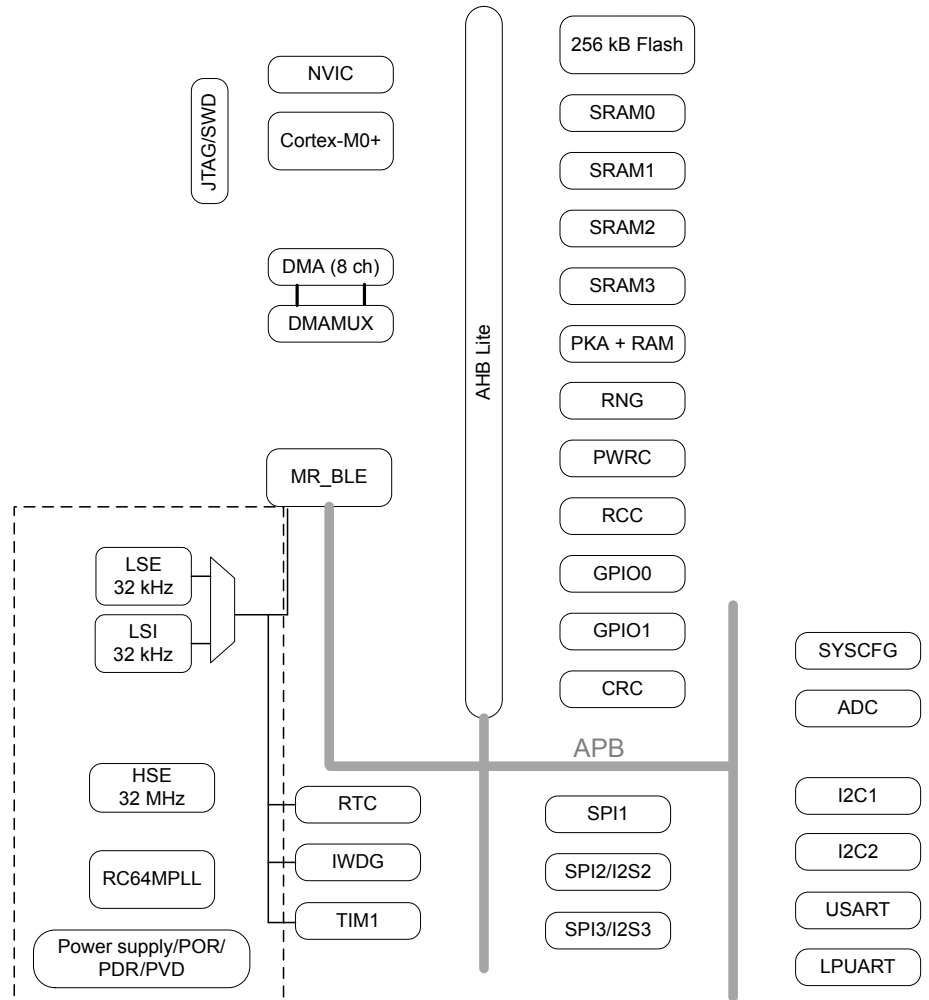 256 kB Flash
NVIC
JTAG/SWD
SRAM0
Cortex-M0+
SRAM1
SRAM2
DMA (8 ch)
SRAM3
DMAMUX
AHB Lite
PKA + RAM
RNG
MR_BLE
PWRC
RCC
LSE
32 kHz
GPIO0
LSI
32 kHz
GPIO1
SYSCFG
CRC
ADC
APB
HSE
32 MHz
RTC
SPI1
I2C1
RC64MPLL
IWDG
SPI2/I2S2
I2C2
TIM1
SPI3/I2S3
USART
Power supply/POR/
PDR/PVD
LPUART